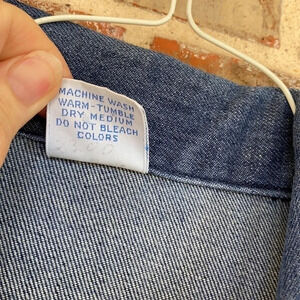 MACHINE WASH
WARM-TUMBLE
DRY MEDIUM
DO NOT BLEACH
COLORS